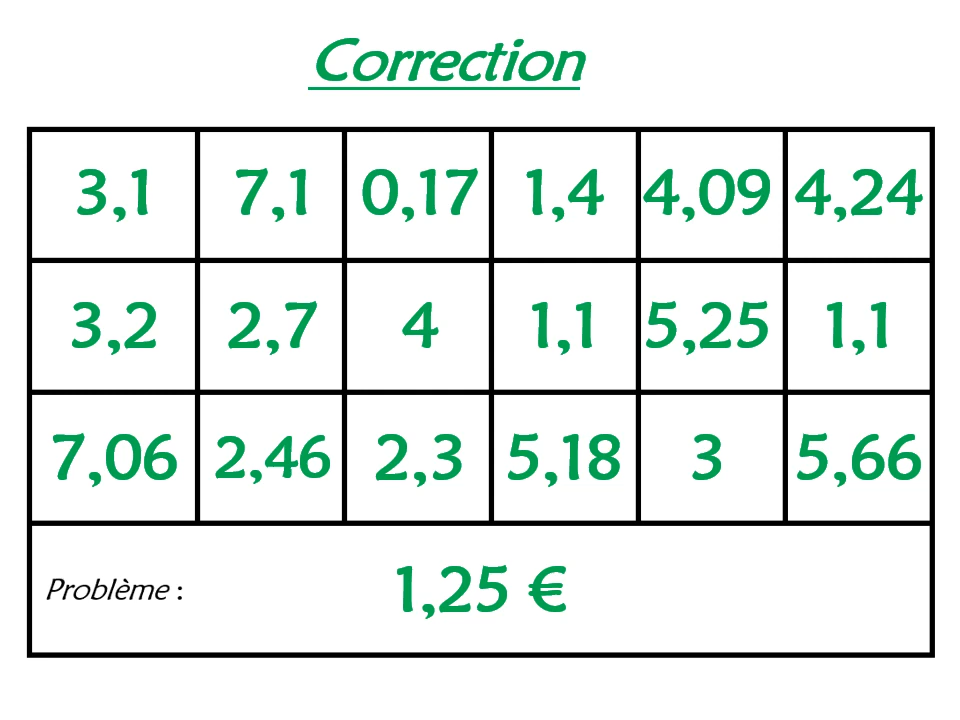 Correction
3,1 7,1 0,17 1,4 4,09 4,24
3,2 2,7 4 1,1 5,25 1,1
7,06 2,46 2,3 5,18 3 5,66
Problème : 1,25 €